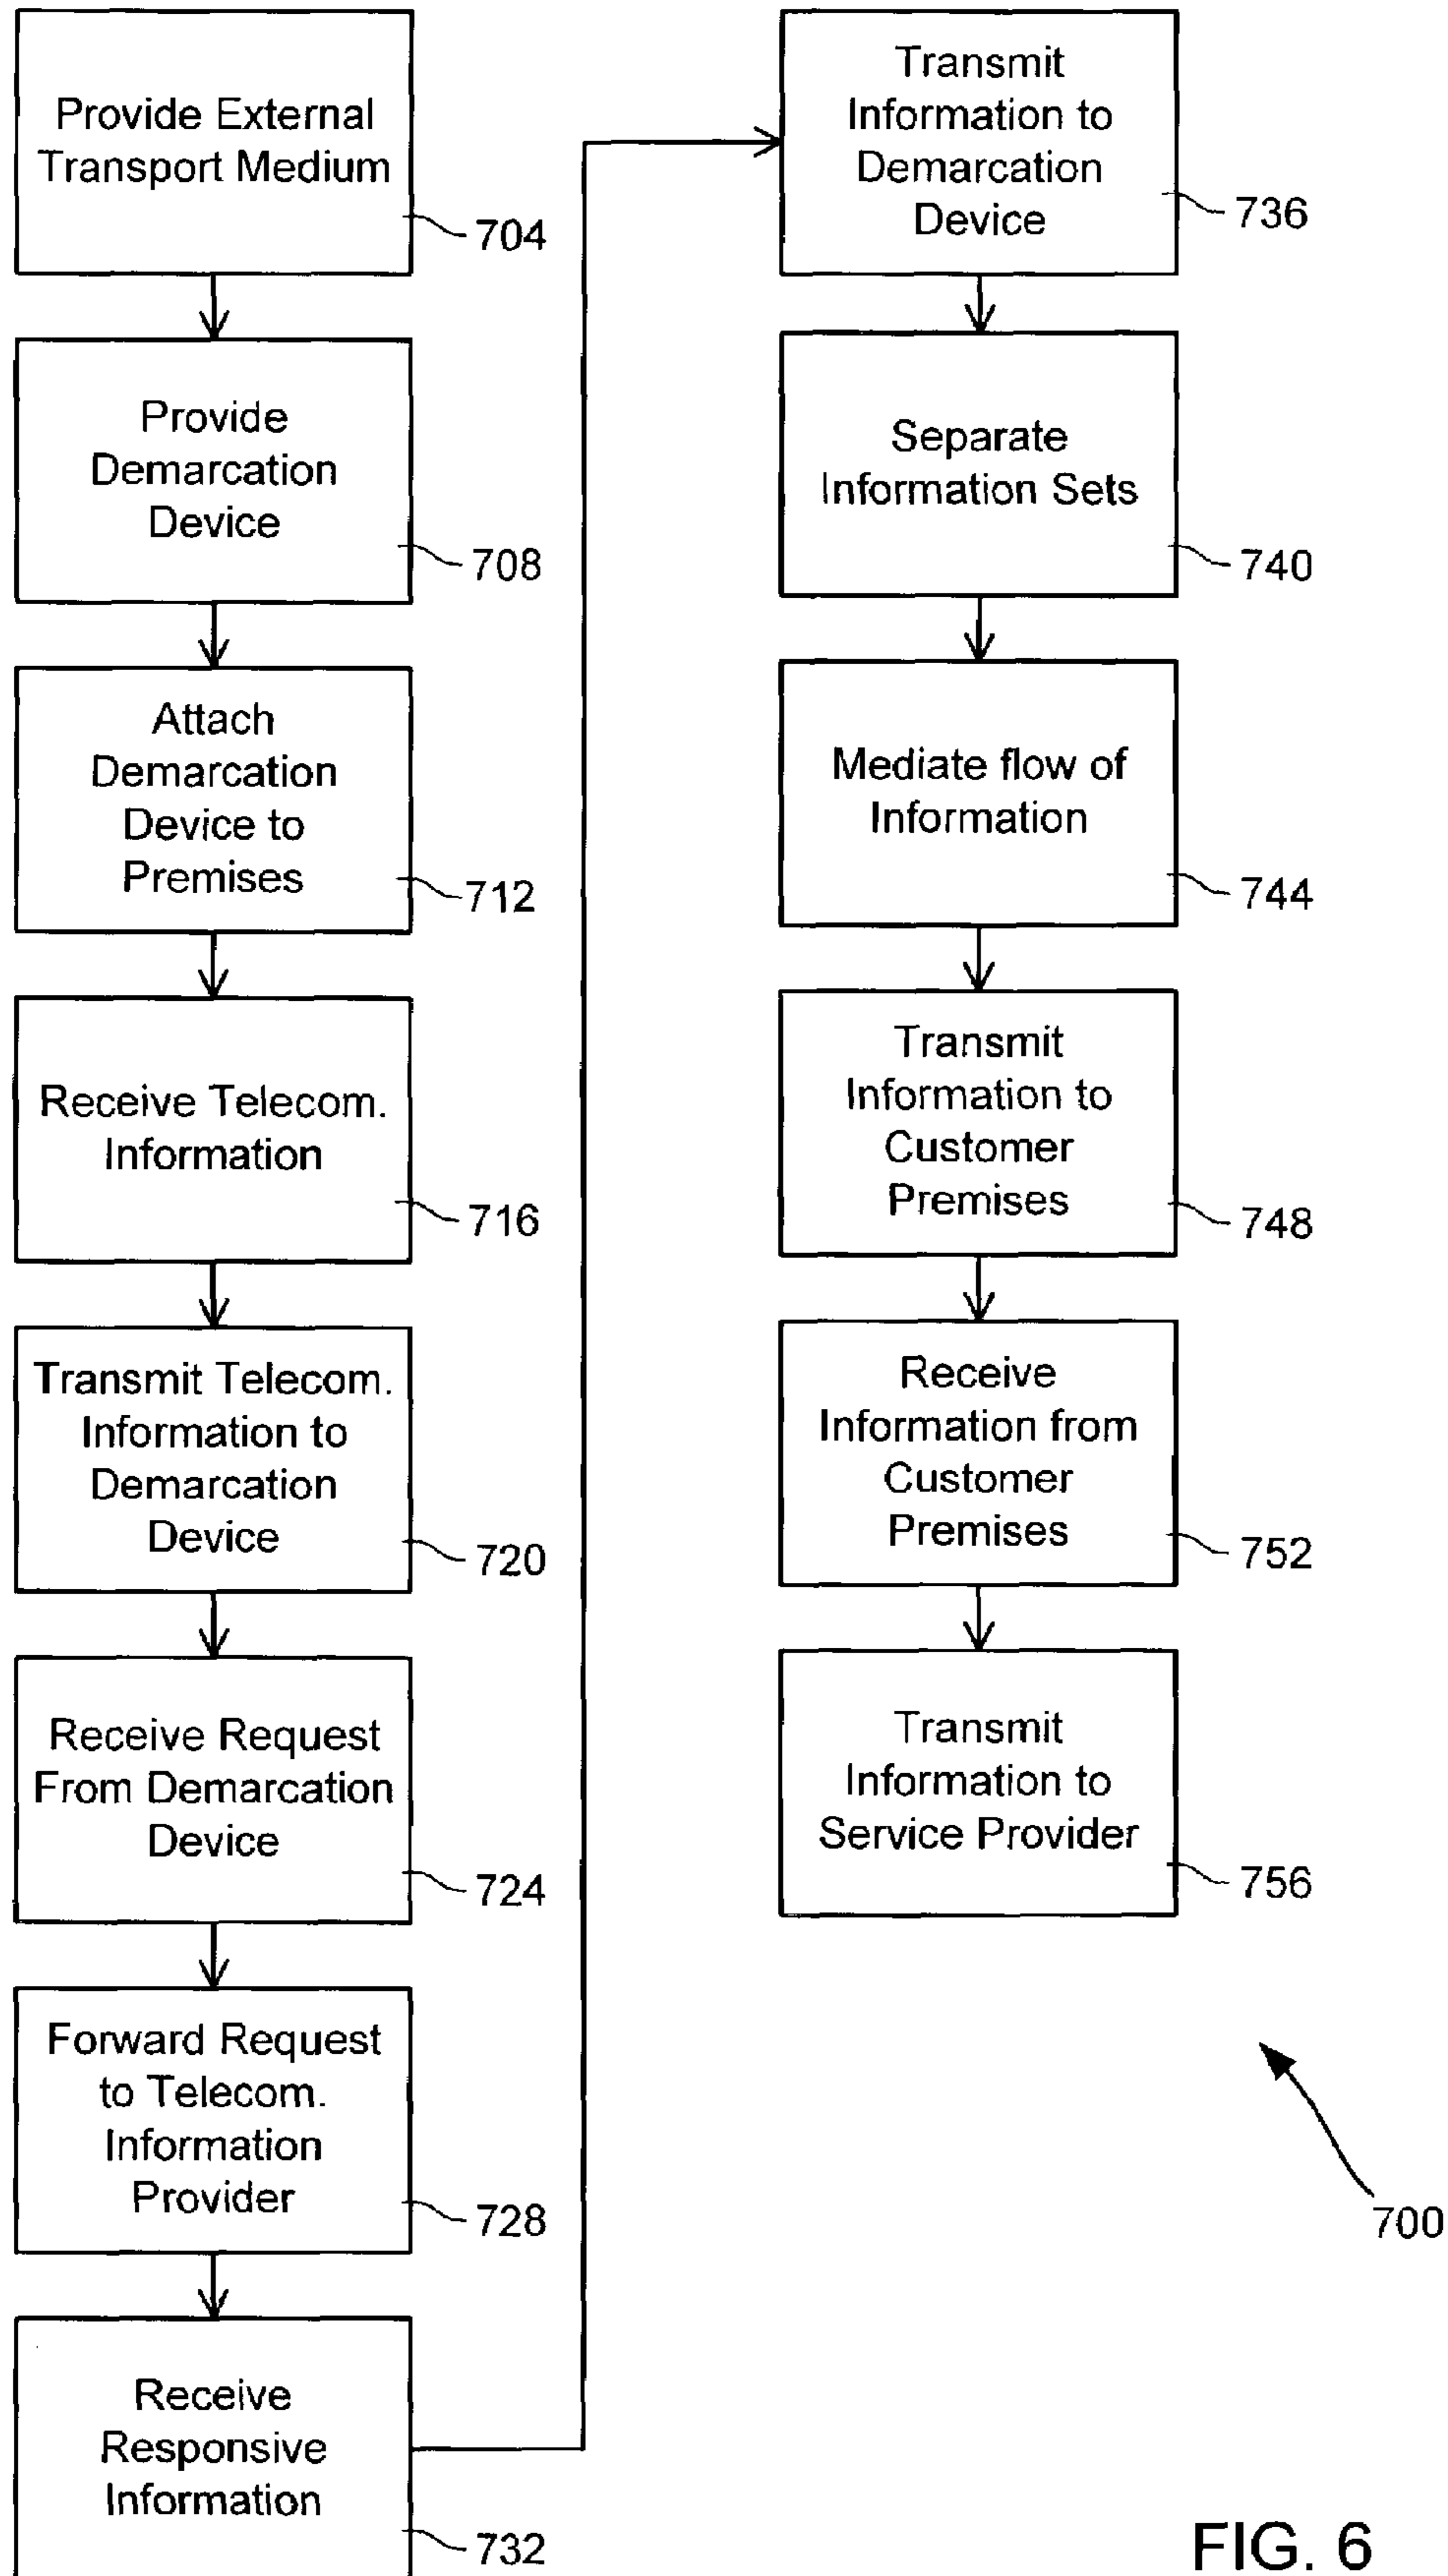 Provide External
Transport Medium
704
Provide
Demarcation
Device
708
Attach
Demarcation
Device to
Premises
712
Receive Telecom.
Information
716
Transmit Telecom.
Information to
Demarcation
Device
720
Receive Request
From Demarcation
Device
724
Forward Request
to Telecom.
Information
Provider
728
Receive
Responsive
Information
732
Transmit
Information to
Demarcation
Device
736
Separate
Information Sets
740
Mediate flow of
Information
744
Transmit
Information to
Customer
Premises
748
Receive
Information from
Customer
Premises
752
Transmit
Information to
Service Provider
756
700
FIG. 6